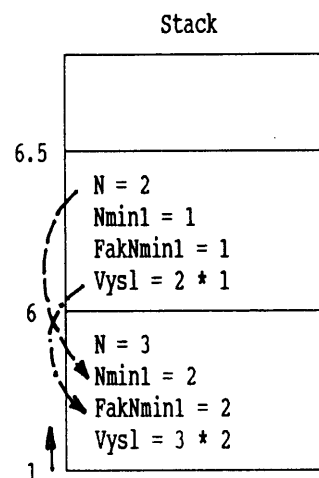 Stack
6.5
N = 2
Nmin1 = 1
FakNmin1 = 1
Vysl = 2 * 1
6
N = 3
Nmin1 = 2
FakNmin1 = 2
Vysl = 3 * 2
1